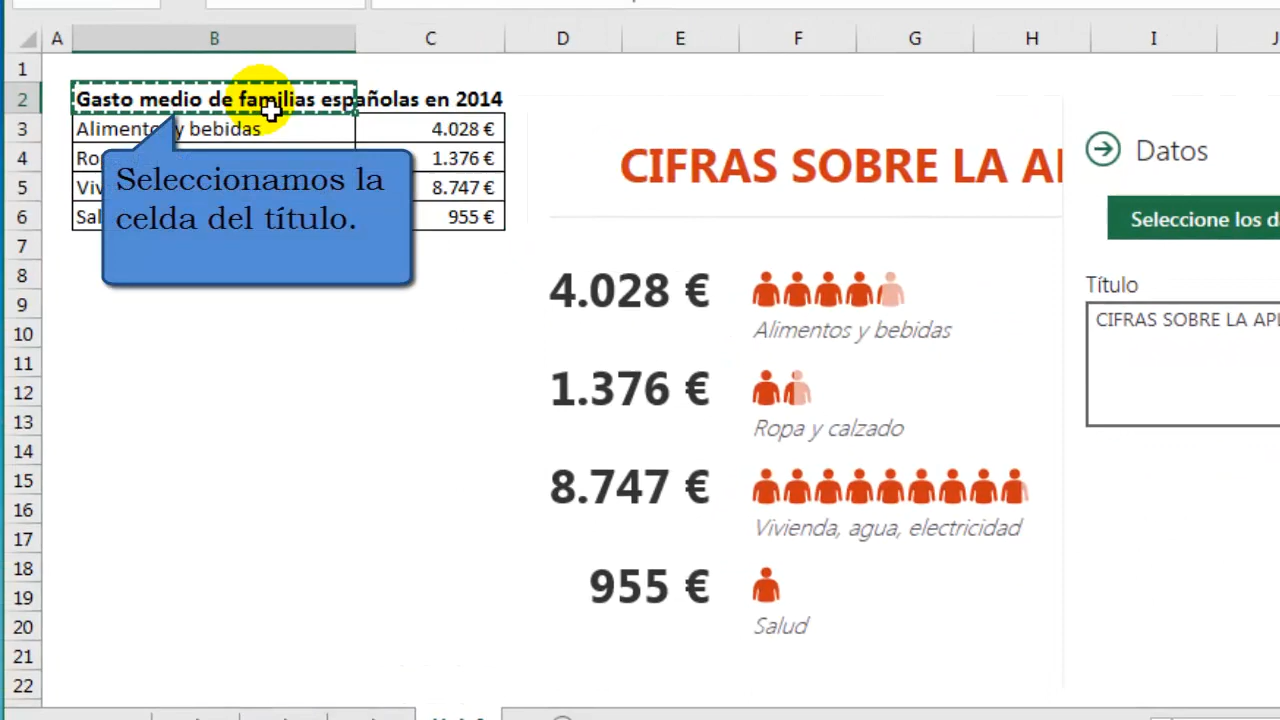 A B C D E F G H I J
1
2 Gasto medio de familias españolas en 2014
3 Alimentos y bebidas 4.028 €
4 1.376 €
5 8.747 €
6 955 €
7
8
9
10
11
12
13
14
15
16
17
18
19
20
21
22
Seleccionamos la
celda del título.
CIFRAS SOBRE LA
4.028 €
Alimentos y bebidas
1.376 €
Ropa y calzado
8.747 €
Vivienda, agua, electricidad
955 €
Salud
Datos
Seleccione los
Título
CIFRAS SOBRE LA